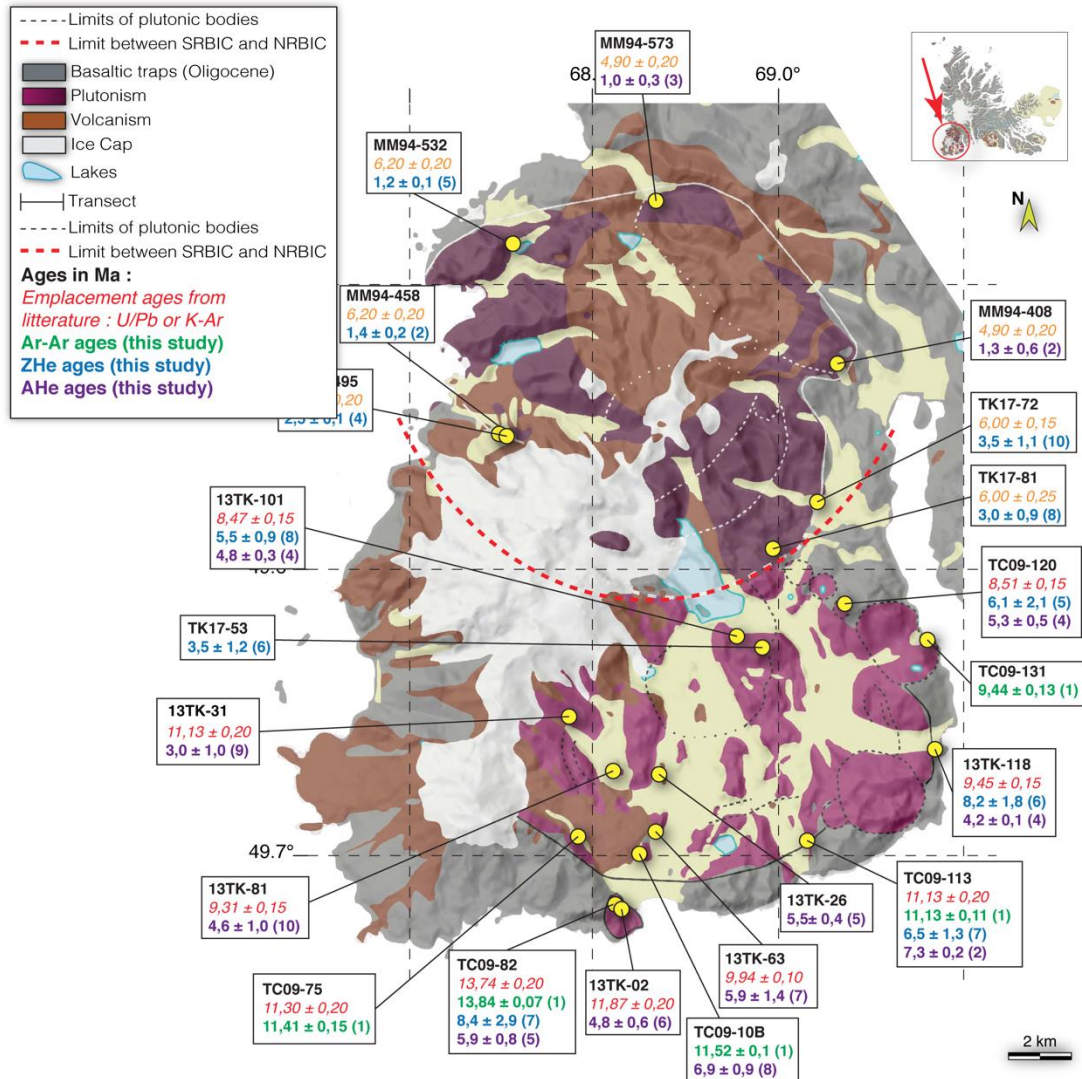 Limits of plutonic bodies
Limit between SRBIC and NRBIC
Basaltic traps (Oligocene)
Plutonism
Volcanism
Ice Cap
Lakes
Transect
Limits of plutonic bodies
Limit between SRBIC and NRBIC
Ages in Ma :
Emplacement ages from
litterature : U/Pb or K-Ar
Ar-Ar ages (this study)
ZHe ages (this study)
AHe ages (this study)
MM94-573
4,90 ± 0,20
1,0 ± 0,3 (3)
68.
69.0°
N
MM94-532
6,20 ± 0,20
1,2 ± 0,1 (5)
MM94-458
6,20 ± 0,20
1,4 ± 0,2 (2)
MM94-408
4,90 ± 0,20
1,3 ± 0,6 (2)
495
0,20
2,5 ± 0,1 (4)
TK17-72
6,00 ± 0,15
3,5 ± 1,1 (10)
TK17-81
6,00 ± 0,25
3,0 ± 0,9 (8)
13TK-101
8,47 ± 0,15
5,5 ± 0,9 (8)
4,8 ± 0,3 (4)
TC09-120
8,51 ± 0,15
6,1 ± 2,1 (5)
5,3 ± 0,5 (4)
TK17-53
3,5 ± 1,2 (6)
TC09-131
9,44 ± 0,13 (1)
13TK-31
11,13 ± 0,20
3,0 ± 1,0 (9)
13TK-118
9,45 ± 0,15
8,2 ± 1,8 (6)
4,2 ± 0,1 (4)
49.7°
13TK-81
9,31 ± 0,15
4,6 ± 1,0 (10)
13TK-26
5,5± 0,4 (5)
TC09-113
11,13 ± 0,20
11,13 ± 0,11 (1)
6,5 ± 1,3 (7)
7,3 ± 0,2 (2)
TC09-75
11,30 ± 0,20
11,41 ± 0,15 (1)
TC09-82
13,74 ± 0,20
13,84 ± 0,07 (1)
8,4 ± 2,9 (7)
5,9 ± 0,8 (5)
13TK-02
11,87 ± 0,20
4,8 ± 0,6 (6)
13TK-63
9,94 ± 0,10
5,9 ± 1,4 (7)
TC09-10B
11,52 ± 0,1 (1)
6,9 ± 0,9 (8)
2 km